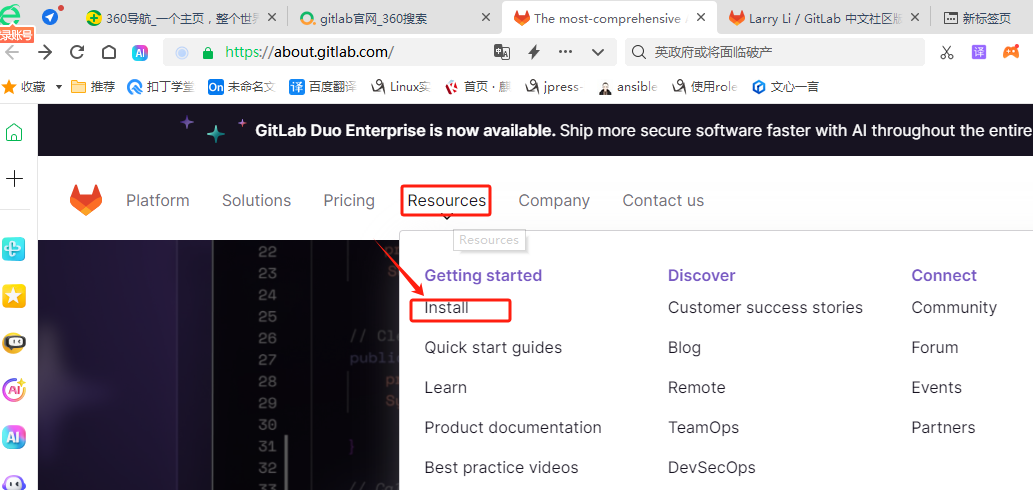 360导航_一个主页，整个世界
gitlab官网_360搜索
The most-comprehensive
Larry Li / GitLab 中文社区版
新标签页
录账号
https://about.gitlab.com/
英政府或将面临破产
译
收藏
推荐
扣丁学堂
On 未命名文
译 百度翻译
Linux实
首页 · 麒
jpress-
ansible
使用role
文心一言
GitLab Duo Enterprise is now available. Ship more secure software faster with AI throughout the entire
Platform
Solutions
Pricing
Resources
Company
Contact us
Resources
Getting started
Discover
Connect
Install
Customer success stories
Community
Quick start guides
Blog
Forum
Learn
Remote
Events
Product documentation
TeamOps
Partners
Best practice videos
DevSecOps
22
23
24
25
26
27
28
29
30
31
32
33
public
}
AI
AI
AI